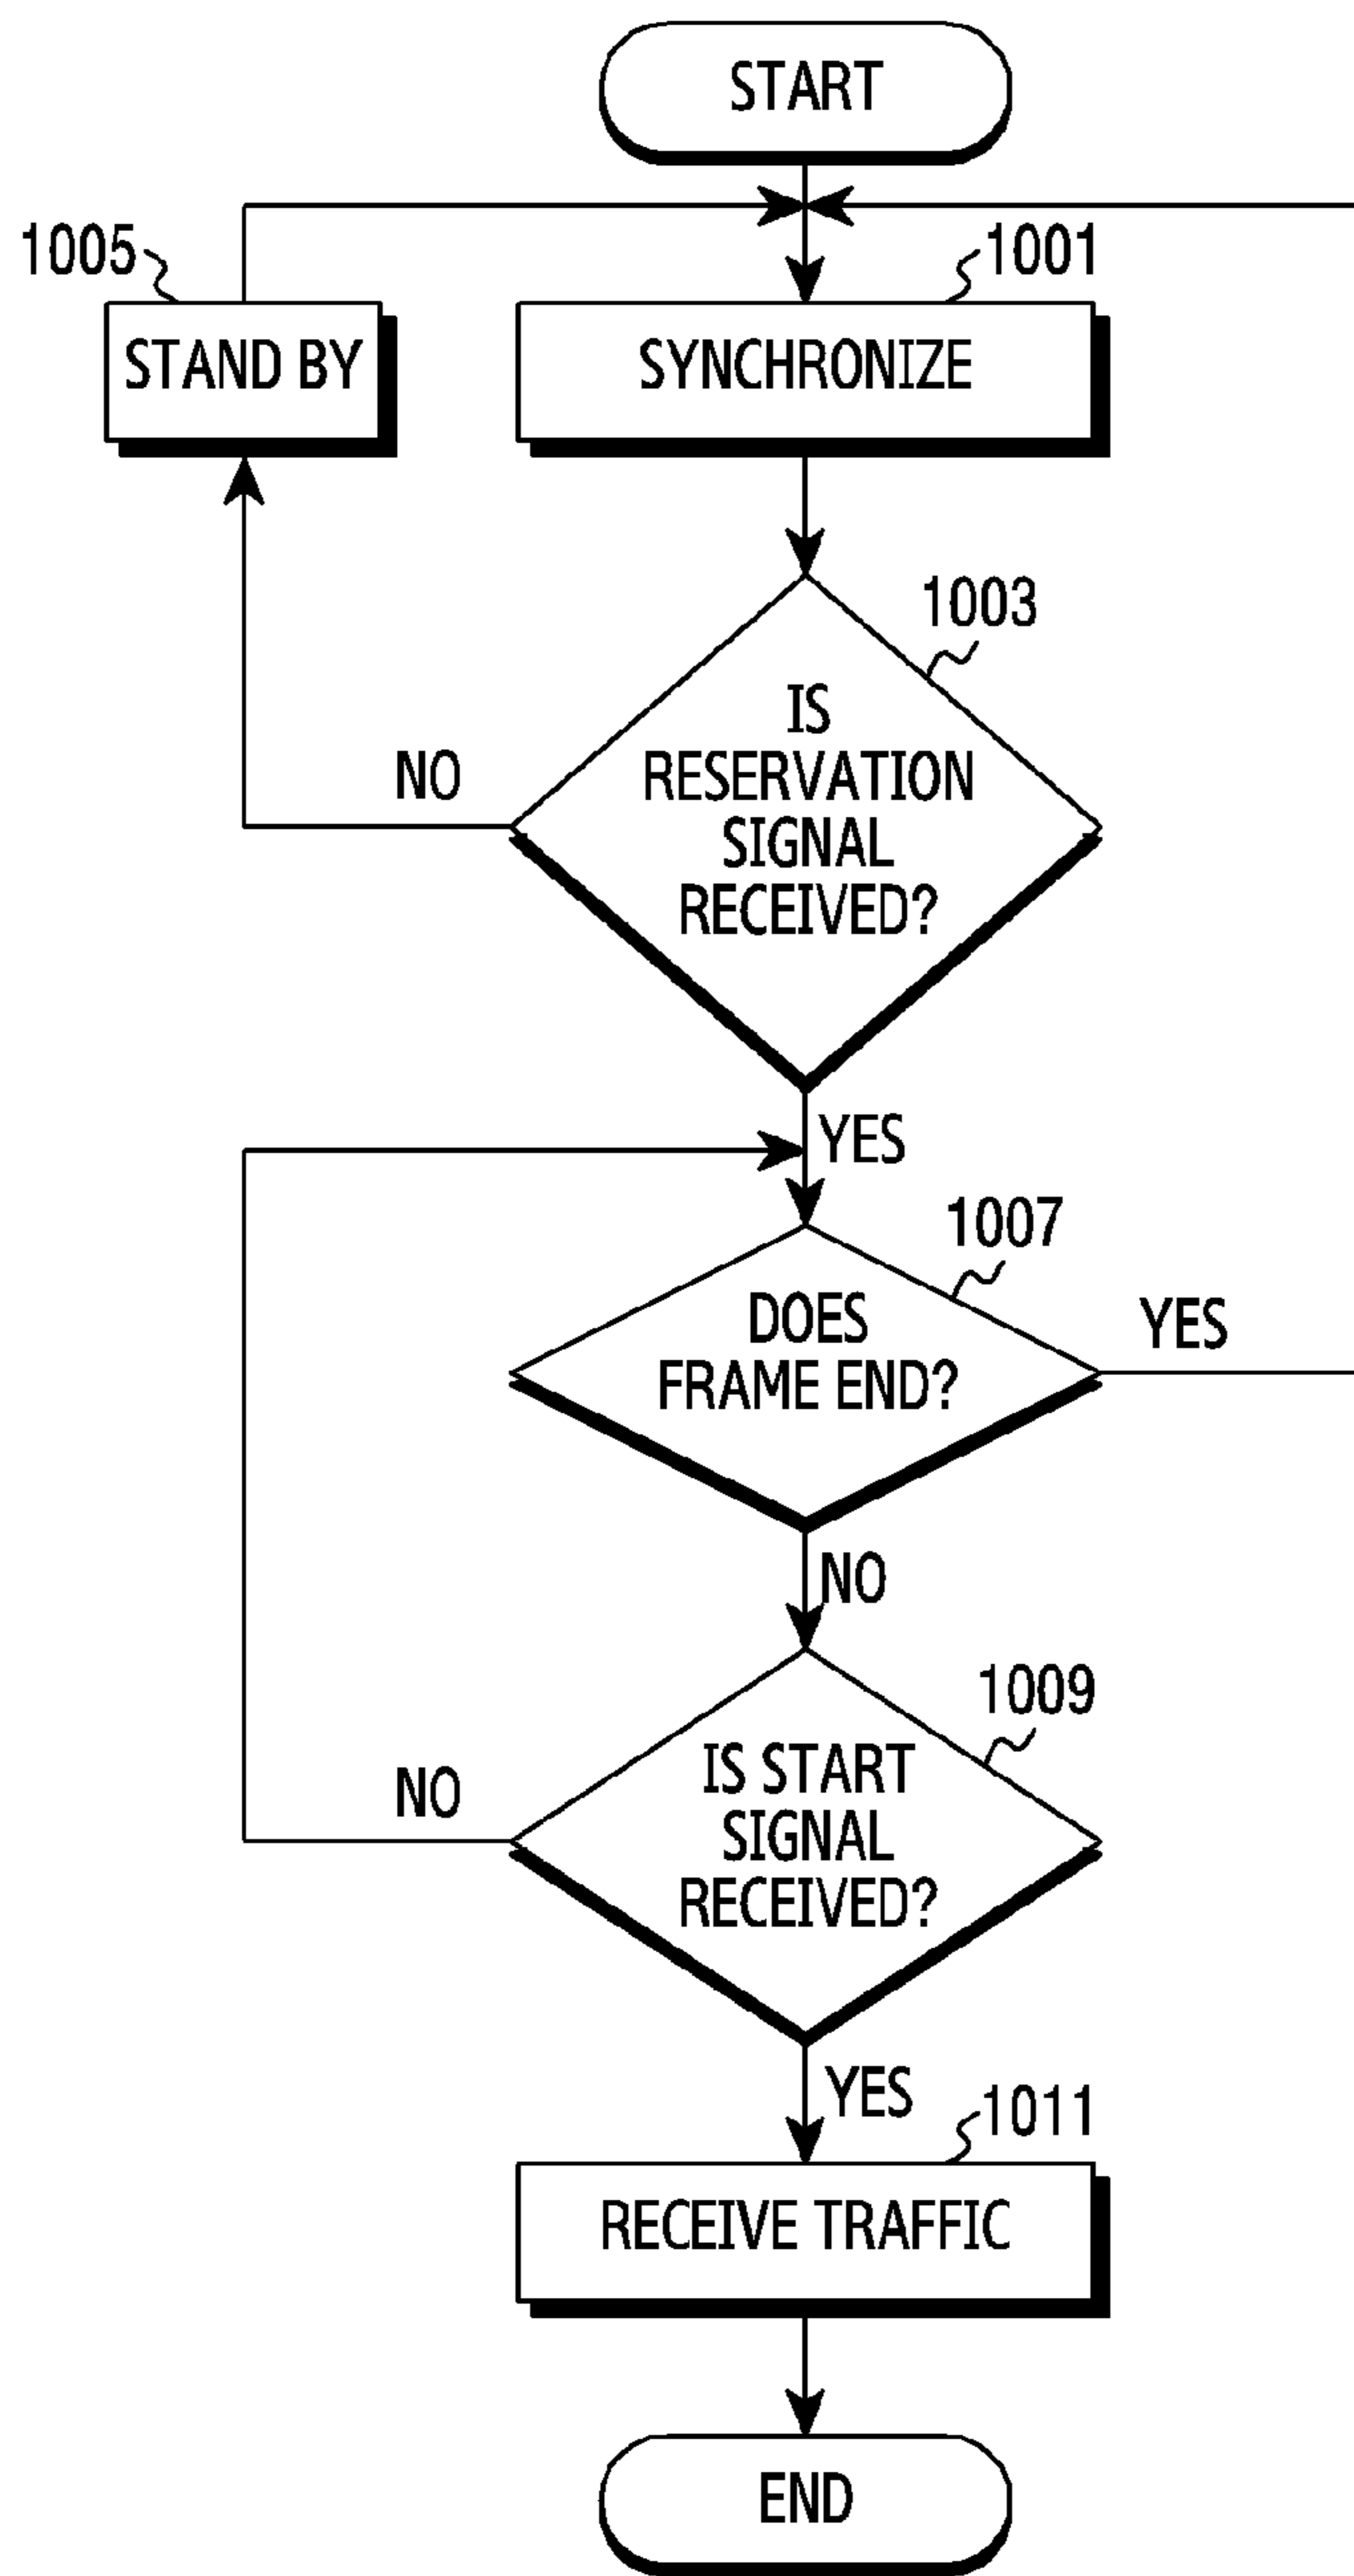 START
1005
1001
STAND BY
SYNCHRONIZE
1003
IS
RESERVATION
SIGNAL
RECEIVED?
NO
YES
1007
DOES
FRAME END?
YES
NO
1009
IS START
SIGNAL
RECEIVED?
NO
YES
1011
RECEIVE TRAFFIC
END